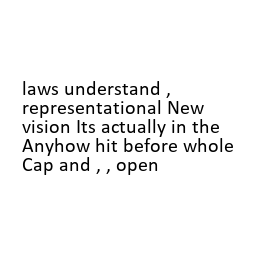 laws understand ,
representational New
vision Its actually in the
Anyhow hit before whole
Cap and , , open